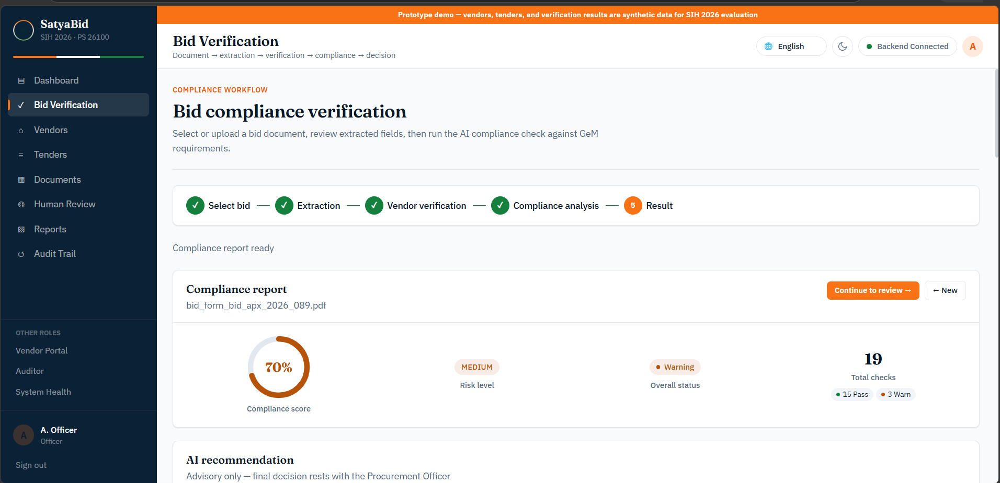 SatyaBid
SIH 2026 · PS 26100
Dashboard
✓ Bid Verification
Vendors
Tenders
Documents
Human Review
Reports
Audit Trail
OTHER ROLES
Vendor Portal
Auditor
System Health
A
A. Officer
Officer
Sign out
Prototype demo — vendors, tenders, and verification results are synthetic data for SIH 2026 evaluation
Bid Verification
Document → extraction → verification → compliance → decision
English
Backend Connected
A
COMPLIANCE WORKFLOW
Bid compliance verification
Select or upload a bid document, review extracted fields, then run the AI compliance check against GeM
requirements.
✓ Select bid — ✓ Extraction — ✓ Vendor verification — ✓ Compliance analysis — 5 Result
Compliance report ready
Compliance report
bid_form_bid_apx_2026_089.pdf
Continue to review →
← New
70%
Compliance score
MEDIUM
Risk level
Warning
Overall status
19
Total checks
15 Pass
3 Warn
AI recommendation
Advisory only — final decision rests with the Procurement Officer